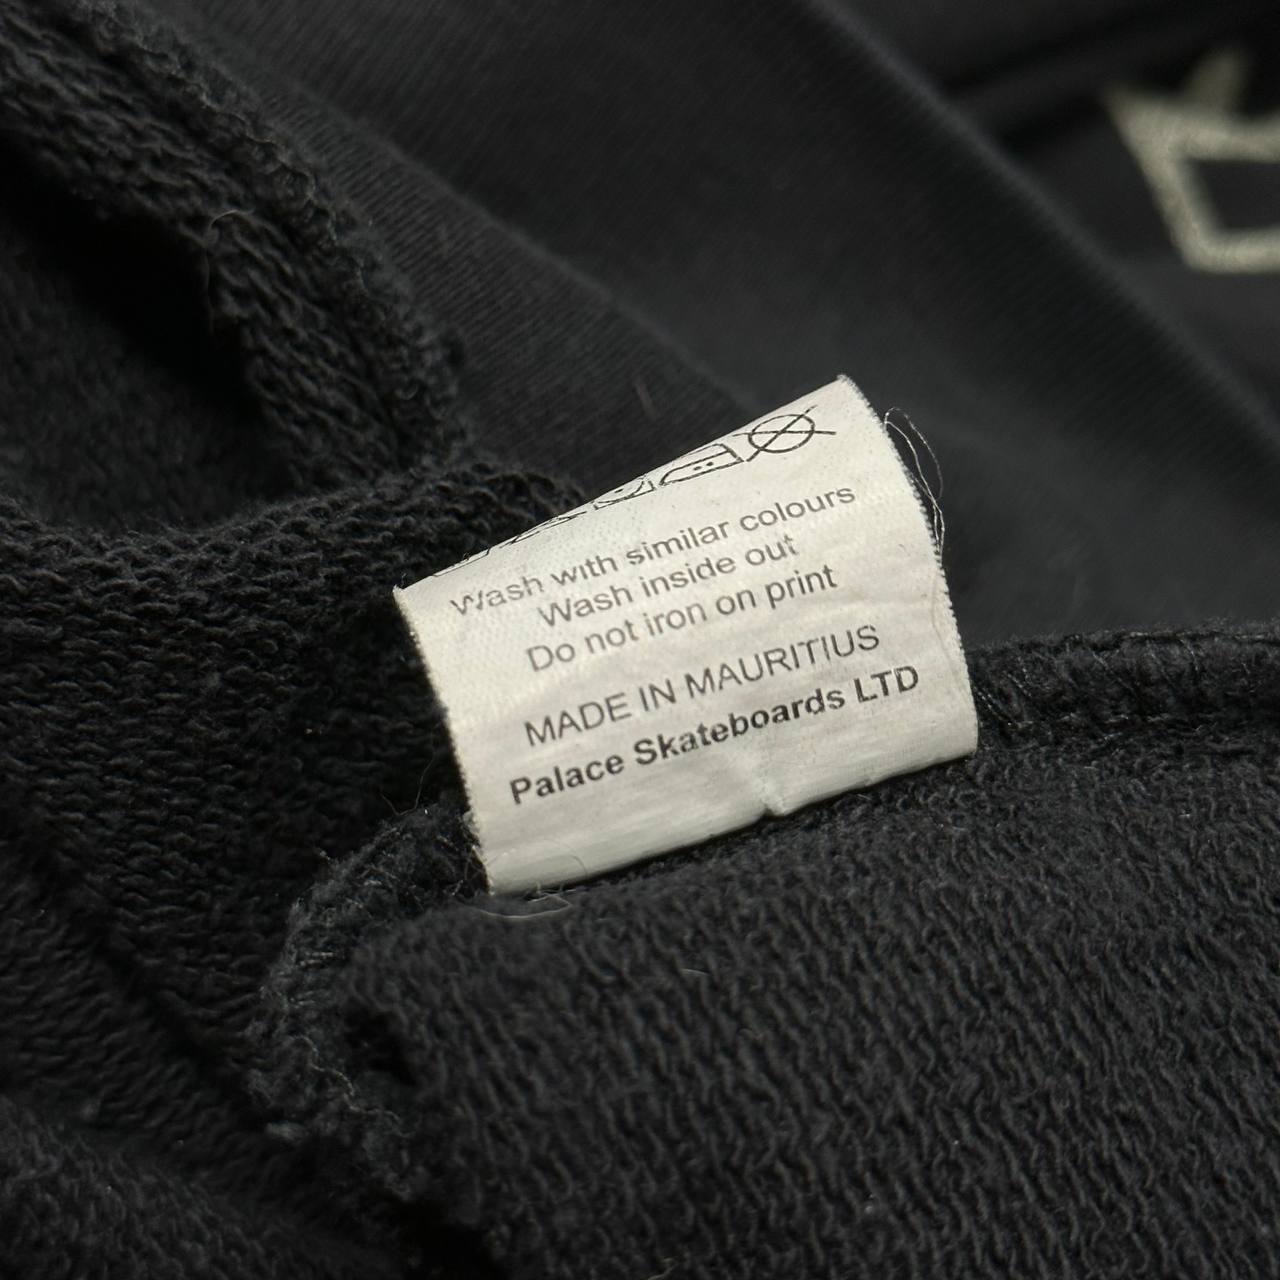 Wash with similar colours
Wash inside out
Do not iron on print
MADE IN MAURITIUS
Palace Skateboards LTD